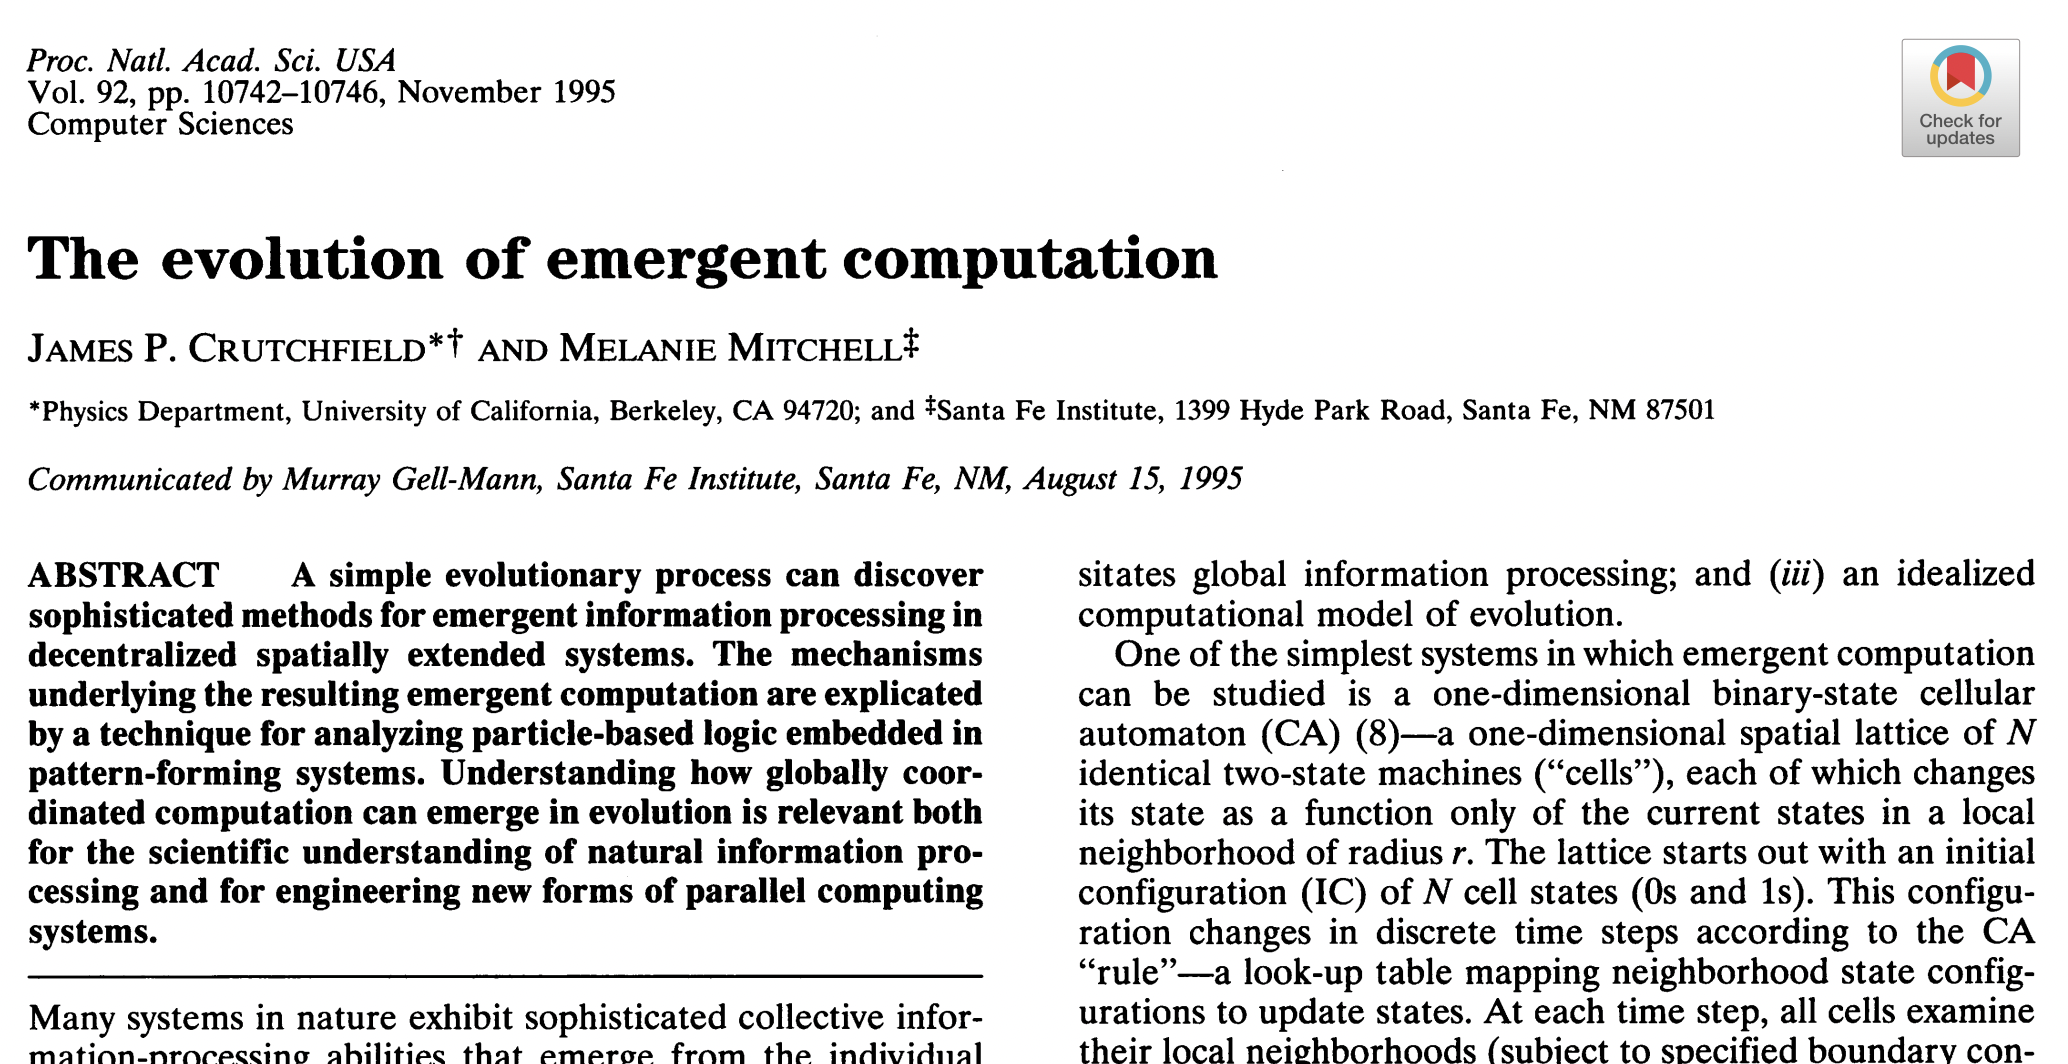 Proc. Natl. Acad. Sci. USA
Vol. 92, pp. 10742–10746, November 1995
Computer Sciences
Check for
updates
The evolution of emergent computation
JAMES P. CRUTCHFIELD*† AND MELANIE MITCHELL‡
*Physics Department, University of California, Berkeley, CA 94720; and ‡Santa Fe Institute, 1399 Hyde Park Road, Santa Fe, NM 87501
Communicated by Murray Gell-Mann, Santa Fe Institute, Santa Fe, NM, August 15, 1995
ABSTRACT A simple evolutionary process can discover
sophisticated methods for emergent information processing in
decentralized spatially extended systems. The mechanisms
underlying the resulting emergent computation are explicated
by a technique for analyzing particle-based logic embedded in
pattern-forming systems. Understanding how globally coor-
dinated computation can emerge in evolution is relevant both
for the scientific understanding of natural information pro-
cessing and for engineering new forms of parallel computing
systems.
Many systems in nature exhibit sophisticated collective infor-
mation-processing abilities that emerge from the individual
sitates global information processing; and (iii) an idealized
computational model of evolution.
One of the simplest systems in which emergent computation
can be studied is a one-dimensional binary-state cellular
automaton (CA) (8)—a one-dimensional spatial lattice of N
identical two-state machines (“cells”), each of which changes
its state as a function only of the current states in a local
neighborhood of radius r. The lattice starts out with an initial
configuration (IC) of N cell states (0s and 1s). This configu-
ration changes in discrete time steps according to the CA
“rule”—a look-up table mapping neighborhood state config-
urations to update states. At each time step, all cells examine
their local neighborhoods (subject to specified boundary con-